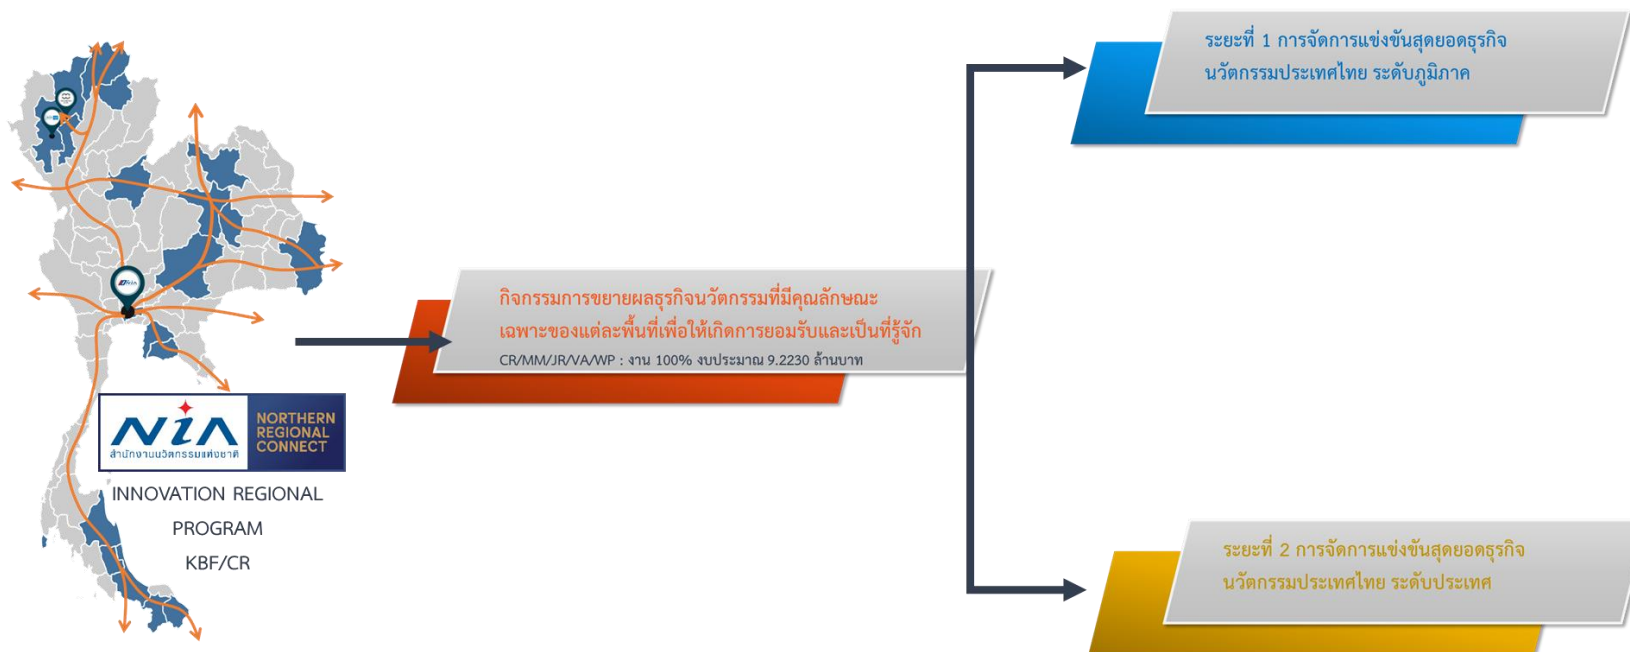 ระยะที่ 1 การจัดการแข่งขันสุดยอดธุรกิจ
นวัตกรรมประเทศไทย ระดับภูมิภาค
กิจกรรมการขยายผลธุรกิจนวัตกรรมที่มีคุณลักษณะ
เฉพาะของแต่ละพื้นที่เพื่อให้เกิดการยอมรับและเป็นที่รู้จัก
CR/MM/JR/VA/WP : งาน 100% งบประมาณ 9.2230 ล้านบาท
NiA
สำนักงานนวัตกรรมแห่งชาติ
NORTHERN
REGIONAL
CONNECT
INNOVATION REGIONAL
PROGRAM
KBF/CR
ระยะที่ 2 การจัดการแข่งขันสุดยอดธุรกิจ
นวัตกรรมประเทศไทย ระดับประเทศ